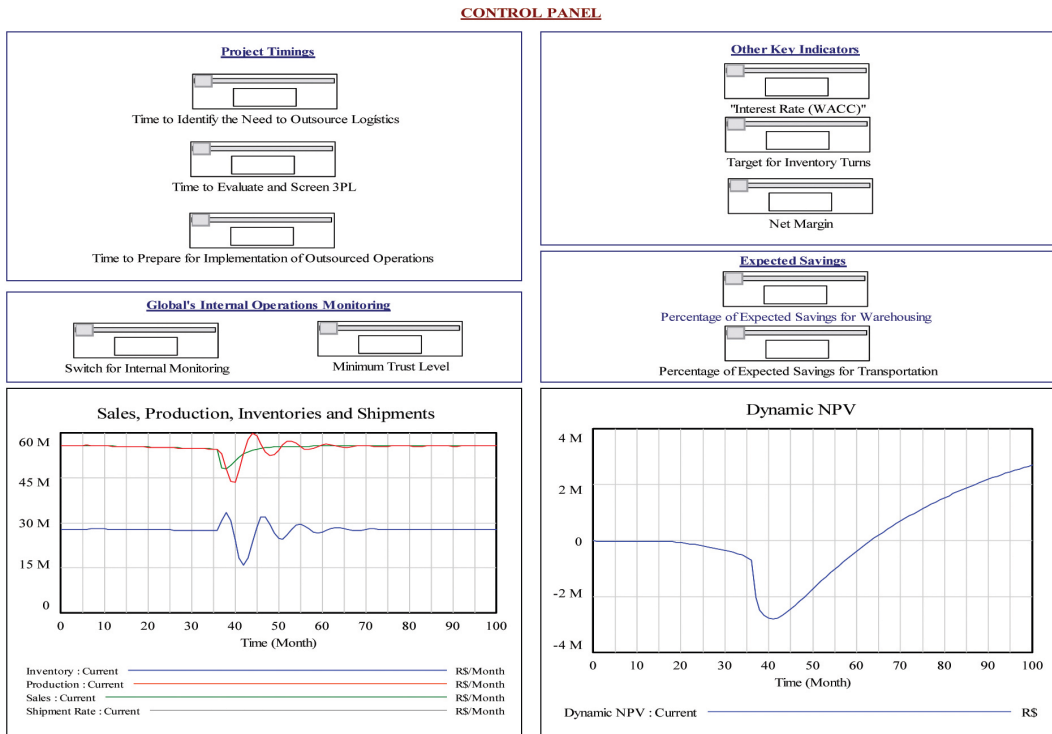 CONTROL PANEL
Project Timings
Time to Identify the Need to Outsource Logistics
Time to Evaluate and Screen 3PL
Time to Prepare for Implementation of Outsourced Operations
Other Key Indicators
"Interest Rate (WACC)"
Target for Inventory Turns
Net Margin
Global's Internal Operations Monitoring
Switch for Internal Monitoring
Minimum Trust Level
Expected Savings
Percentage of Expected Savings for Warehousing
Percentage of Expected Savings for Transportation
Sales, Production, Inventories and Shipments
60 M
45 M
30 M
15 M
0
0 10 20 30 40 50 60 70 80 90 100
Time (Month)
Inventory : Current R$/Month
Production : Current R$/Month
Sales : Current R$/Month
Shipment Rate : Current R$/Month
Dynamic NPV
4 M
2 M
0
-2 M
-4 M
0 10 20 30 40 50 60 70 80 90 100
Time (Month)
Dynamic NPV : Current R$